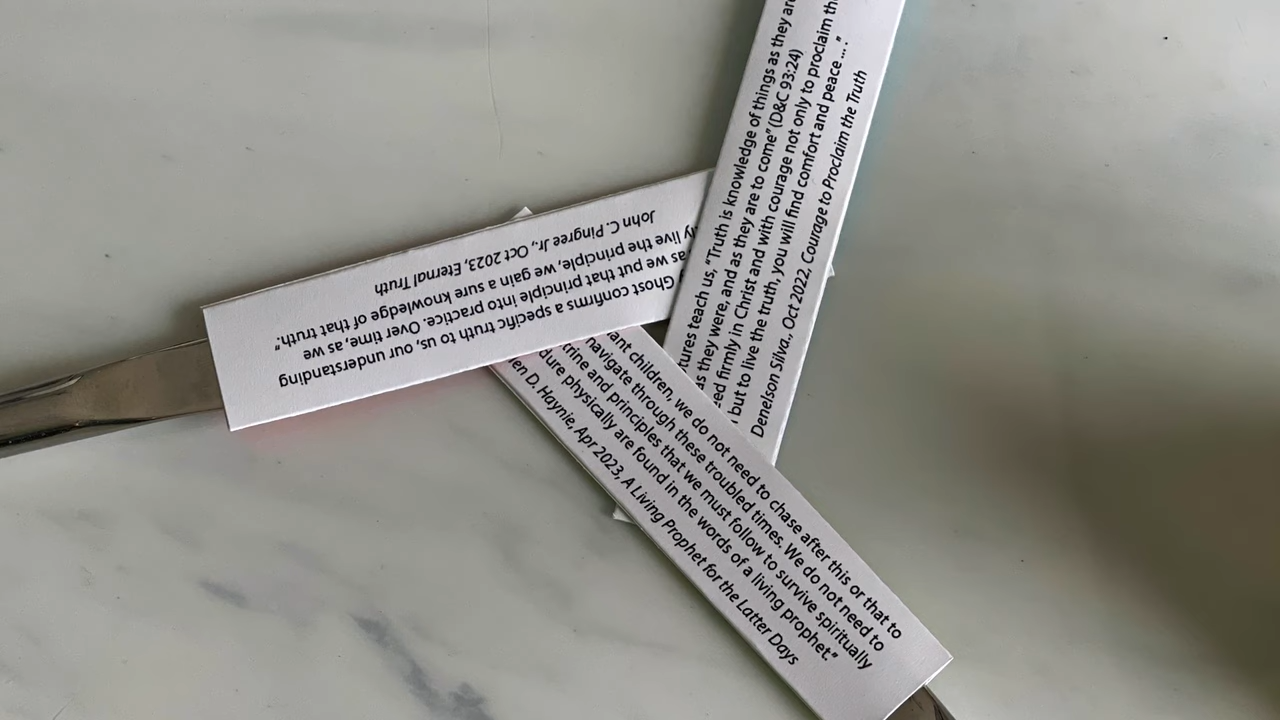 Ghost confirms a specific truth to us, our understanding
as we put that principle into practice. Over time, as we
ly live the principle, we gain a sure knowledge of that truth.”
John C. Pingree Jr., Oct 2023, Eternal Truth
tures teach us, “Truth is knowledge of things as they ar
as they were, and as they are to come” (D&C 93:24)
ed firmly in Christ and with courage not only to proclaim th
but to live the truth, you will find comfort and peace ... .”
Denelson Silva., Oct 2022, Courage to Proclaim the Truth
ant children, we do not need to chase after this or that to
navigate through these troubled times. We do not need to
trine and principles that we must follow to survive spiritually
dure physically are found in the words of a living prophet.”
en D. Haynie, Apr 2023, A Living Prophet for the Latter Days